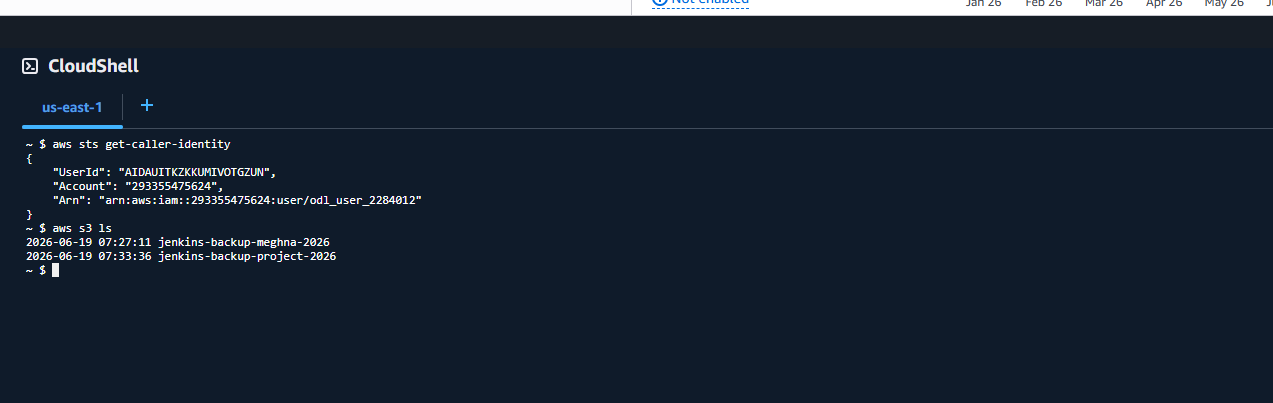 Not enabled
Jan 26 Feb 26 Mar 26 Apr 26 May 26
CloudShell
us-east-1 +
~ $ aws sts get-caller-identity
{
    "UserId": "AIDAUITKZKKUMIVOTGZUN",
    "Account": "293355475624",
    "Arn": "arn:aws:iam::293355475624:user/odl_user_2284012"
}
~ $ aws s3 ls
2026-06-19 07:27:11 jenkins-backup-meghna-2026
2026-06-19 07:33:36 jenkins-backup-project-2026
~ $